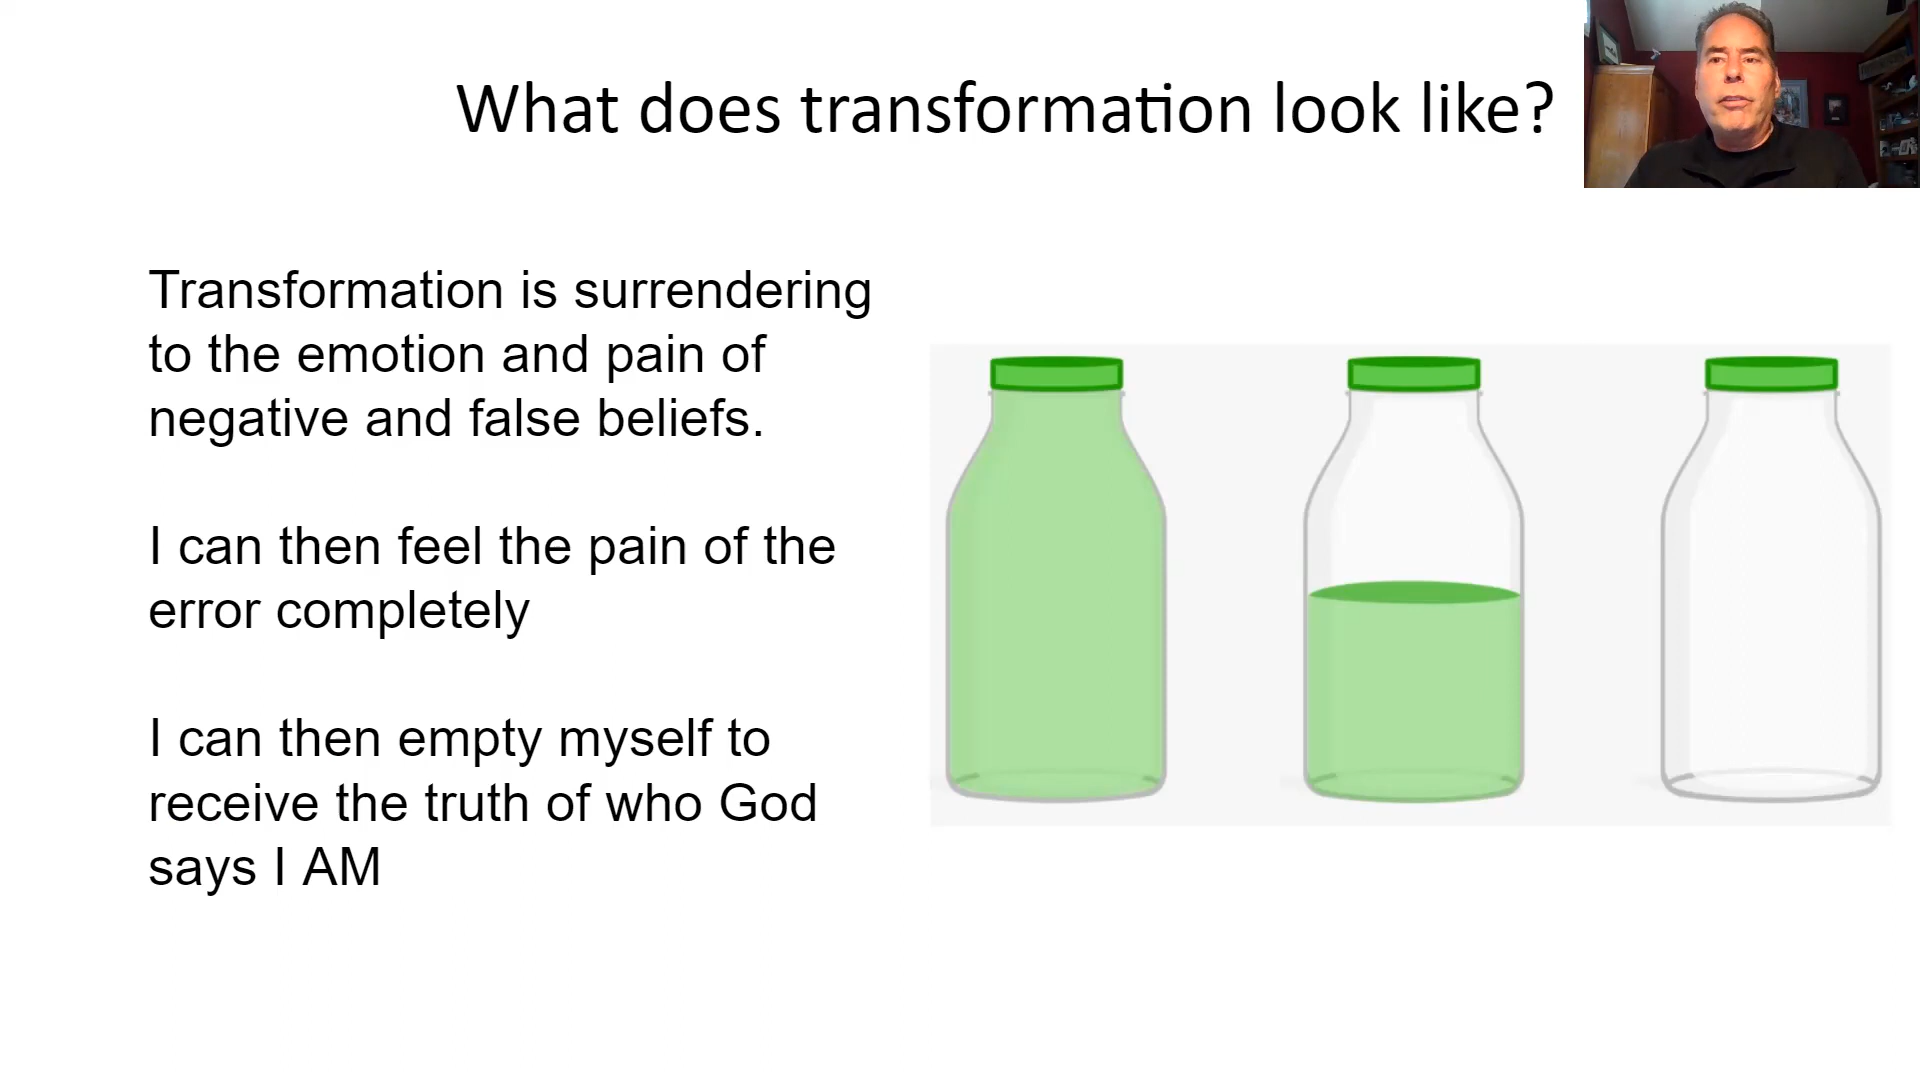 What does transformation look like?
Transformation is surrendering
to the emotion and pain of
negative and false beliefs.
I can then feel the pain of the
error completely
I can then empty myself to
receive the truth of who God
says I AM